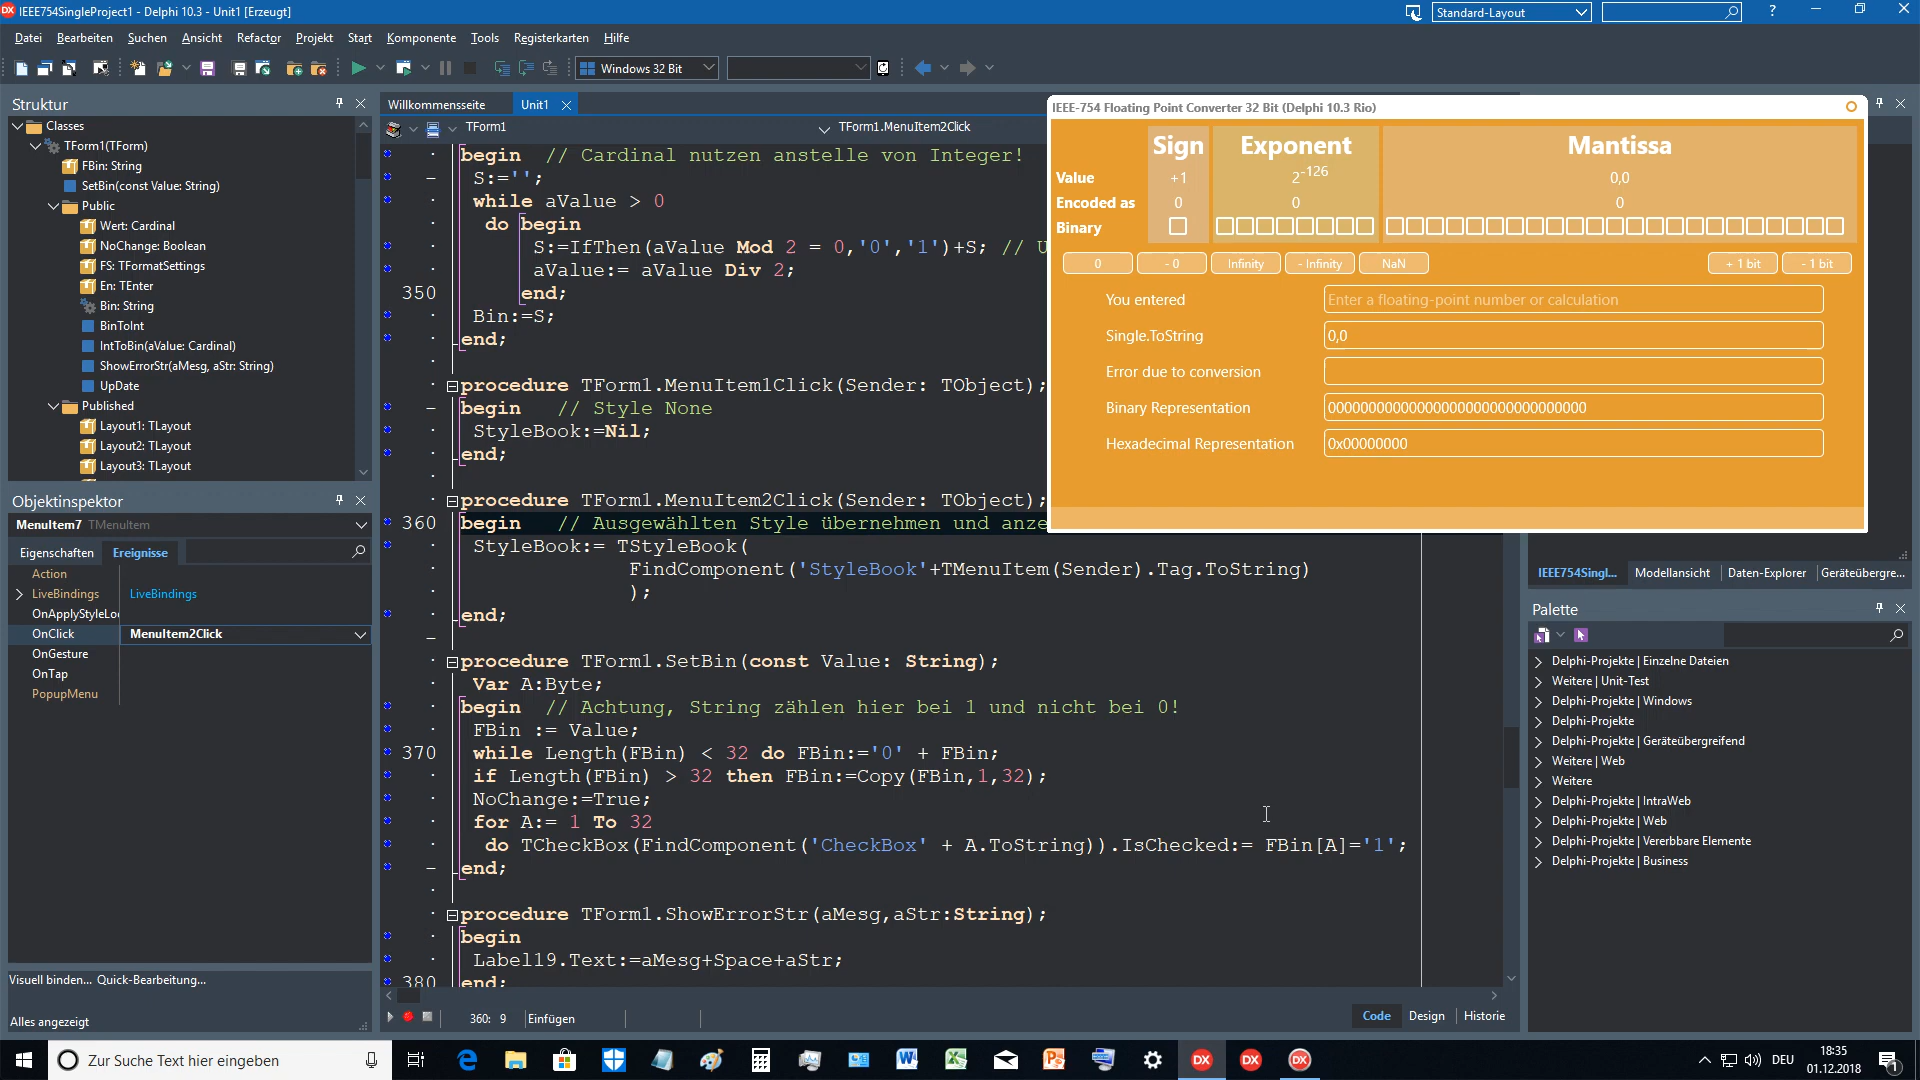 IEEE754SingleProject1 - Delphi 10.3 - Unit1 [Erzeugt]
Standard-Layout
?
Datei Bearbeiten Suchen Ansicht Refactor Projekt Start Komponente Tools Registerkarten Hilfe
Windows 32 Bit
Struktur
Classes
TForm1(TForm)
FBin: String
SetBin(const Value: String)
Public
Wert: Cardinal
NoChange: Boolean
FS: TFormatSettings
En: TEnter
Bin: String
BinToInt
IntToBin(aValue: Cardinal)
ShowErrorStr(aMesg, aStr: String)
UpDate
Published
Layout1: TLayout
Layout2: TLayout
Layout3: TLayout
Objektinspektor
MenuItem7 TMenuItem
Eigenschaften Ereignisse
Action
LiveBindings LiveBindings
OnApplyStyleLoo
OnClick MenuItem2Click
OnGesture
OnTap
PopupMenu
Visuell binden... Quick-Bearbeitung...
Alles angezeigt
Willkommensseite Unit1
TForm1 TForm1.MenuItem2Click
begin // Cardinal nutzen anstelle von Integer!
S:='';
while aValue > 0
do begin
S:=IfThen(aValue Mod 2 = 0,'0','1')+S; // U
aValue:= aValue Div 2;
350 end;
Bin:=S;
end;
procedure TForm1.MenuItem1Click(Sender: TObject);
begin // Style None
StyleBook:=Nil;
end;
procedure TForm1.MenuItem2Click(Sender: TObject);
360 begin // Ausgewählten Style übernehmen und anze
StyleBook:= TStyleBook(
FindComponent('StyleBook'+TMenuItem(Sender).Tag.ToString)
);
end;
procedure TForm1.SetBin(const Value: String);
Var A:Byte;
begin // Achtung, String zählen hier bei 1 und nicht bei 0!
FBin := Value;
370 while Length(FBin) < 32 do FBin:='0' + FBin;
if Length(FBin) > 32 then FBin:=Copy(FBin,1,32);
NoChange:=True;
for A:= 1 To 32
do TCheckBox(FindComponent('CheckBox' + A.ToString)).IsChecked:= FBin[A]='1';
end;
procedure TForm1.ShowErrorStr(aMesg,aStr:String);
begin
Label19.Text:=aMesg+Space+aStr;
380 end;
360: 9 Einfügen
Code Design Historie
IEEE-754 Floating Point Converter 32 Bit (Delphi 10.3 Rio)
Sign Exponent Mantissa
Value +1 2-126 0,0
Encoded as 0 0 0
Binary
0 - 0 Infinity - Infinity NaN + 1 bit - 1 bit
You entered Enter a floating-point number or calculation
Single.ToString 0,0
Error due to conversion
Binary Representation 00000000000000000000000000000000
Hexadecimal Representation 0x00000000
IEEE754Singl... Modellansicht Daten-Explorer Geräteübergre...
Palette
Delphi-Projekte | Einzelne Dateien
Weitere | Unit-Test
Delphi-Projekte | Windows
Delphi-Projekte
Delphi-Projekte | Geräteübergreifend
Weitere | Web
Weitere
Delphi-Projekte | IntraWeb
Delphi-Projekte | Web
Delphi-Projekte | Vererbbare Elemente
Delphi-Projekte | Business
Zur Suche Text hier eingeben
DEU
18:35
01.12.2018
1